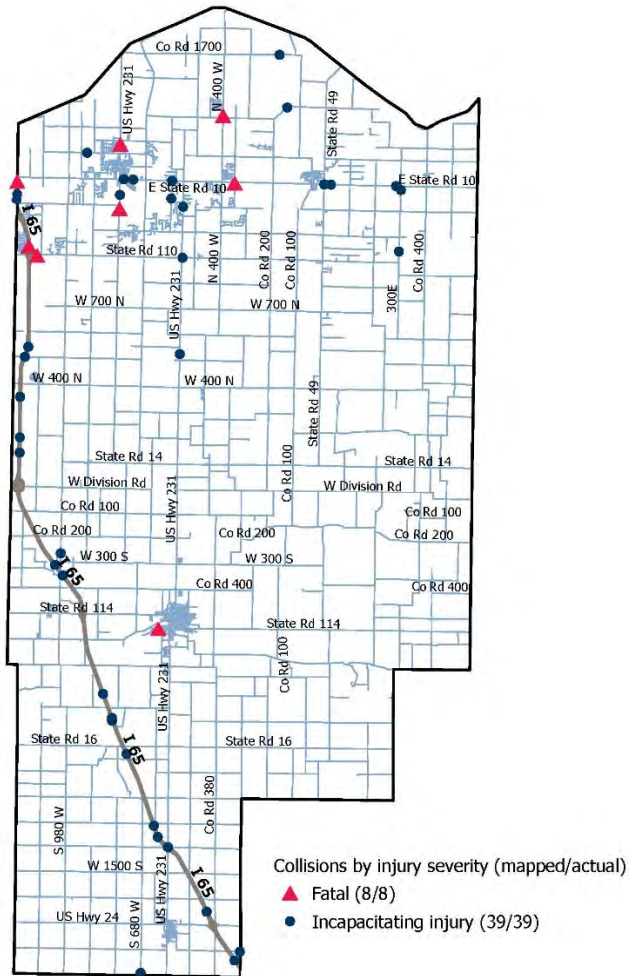 Co Rd 1700
US Hwy 231
N 400 W
State Rd 49
E State Rd 10
E State Rd 10
I 65
State Rd 110
N 400 W
Co Rd 200
Co Rd 100
Co Rd 400
300E
US Hwy 231
W 700 N
W 700 N
W 400 N
W 400 N
State Rd 49
State Rd 14
State Rd 14
Co Rd 100
W Division Rd
W Division Rd
US Hwy 231
Co Rd 100
Co Rd 100
Co Rd 200
Co Rd 200
Co Rd 200
W 300 S
W 300 S
I 65
Co Rd 400
Co Rd 400
State Rd 114
State Rd 114
Co Rd 100
US Hwy 231
State Rd 16
State Rd 16
I 65
Co Rd 380
S 980 W
W 1500 S
US Hwy 231
I 65
US Hwy 24
S 680 W
Collisions by injury severity (mapped/actual)
Fatal (8/8)
Incapacitating injury (39/39)